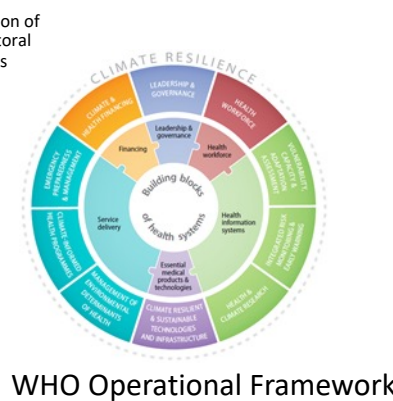 on of
toral
s
CLIMATE RESILIENCE
LEADERSHIP &
GOVERNANCE
HEALTH
WORKFORCE
VULNERABILITY,
CAPACITY &
ADAPTATION
ASSESSMENT
INTEGRATED RISK
MONITORING &
EARLY WARNING
HEALTH &
CLIMATE RESEARCH
CLIMATE RESILIENT
& SUSTAINABLE
TECHNOLOGIES
AND INFRASTRUCTURE
MANAGEMENT OF
ENVIRONMENTAL
DETERMINANTS
OF HEALTH
CLIMATE-INFORMED
HEALTH PROGRAMMES
EMERGENCY
PREPAREDNESS
& MANAGEMENT
CLIMATE &
HEALTH FINANCING
Leadership &
governance
Health
workforce
Health
information
systems
Essential
medical
products &
technologies
Service
delivery
Financing
Building blocks
of health systems
WHO Operational Framework